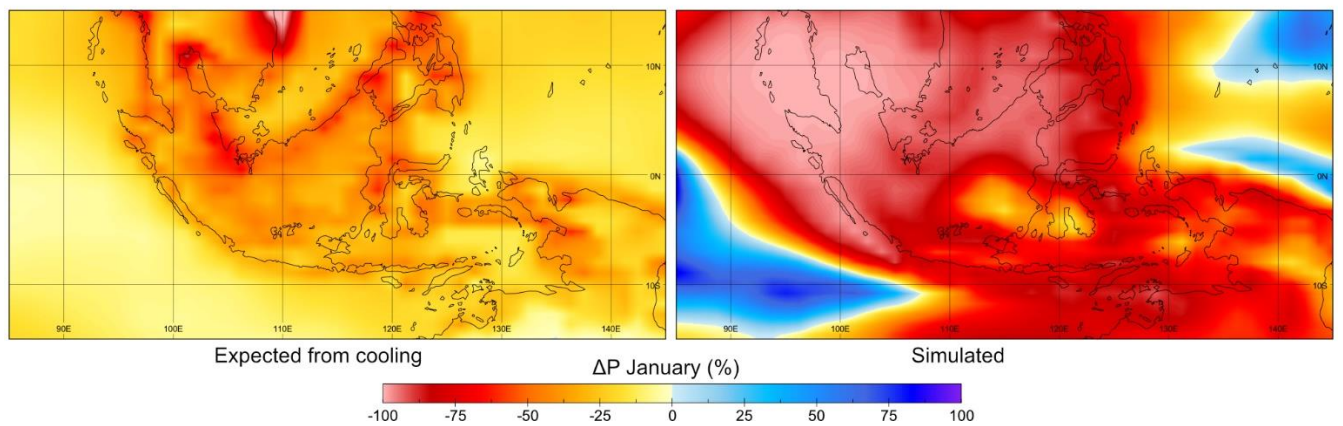 10N 10N
0N 0N
10S 10S
90E 100E 110E 120E 130E 140E 90E 100E 110E 120E 130E 140E
Expected from cooling Simulated
ΔP January (%)
-100 -75 -50 -25 0 25 50 75 100